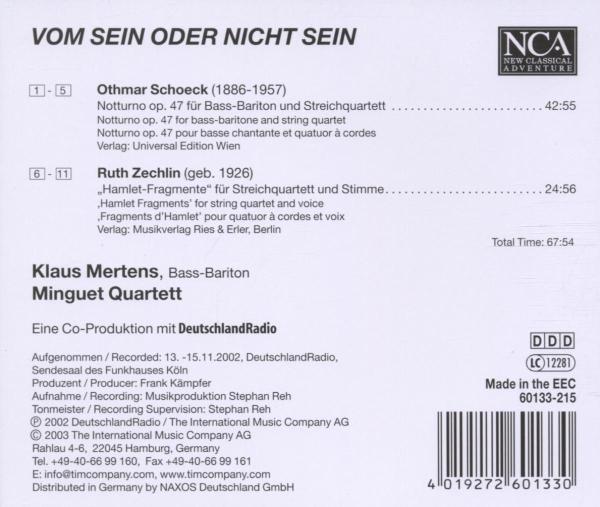 VOM SEIN ODER NICHT SEIN
NCA
NEW CLASSICAL
ADVENTURE
1 - 5 Othmar Schoeck (1886-1957)
Notturno op. 47 für Bass-Bariton und Streichquartett 42:55
Notturno op. 47 for bass-baritone and string quartet
Notturno op. 47 pour basse chantante et quatuor à cordes
Verlag: Universal Edition Wien
6 - 11 Ruth Zechlin (geb. 1926)
„Hamlet-Fragmente“ für Streichquartett und Stimme 24:56
‚Hamlet Fragments‘ for string quartet and voice
‚Fragments d'Hamlet‘ pour quatuor à cordes et voix
Verlag: Musikverlag Ries & Erler, Berlin
Total Time: 67:54
Klaus Mertens, Bass-Bariton
Minguet Quartett
Eine Co-Produktion mit DeutschlandRadio
Aufgenommen / Recorded: 13. -15.11.2002, DeutschlandRadio,
Sendesaal des Funkhauses Köln
Produzent / Producer: Frank Kämpfer
Aufnahme / Recording: Musikproduktion Stephan Reh
Tonmeister / Recording Supervision: Stephan Reh
℗ 2002 DeutschlandRadio / The International Music Company AG
© 2003 The International Music Company AG
Rahlau 4-6, 22045 Hamburg, Germany
Tel. +49-40-66 99 160, Fax +49-40-66 99 161
E: info@timcompany.com, www.timcompany.com
Distributed in Germany by NAXOS Deutschland GmbH
DDD
LC 12281
Made in the EEC
60133-215
4 019272 601330